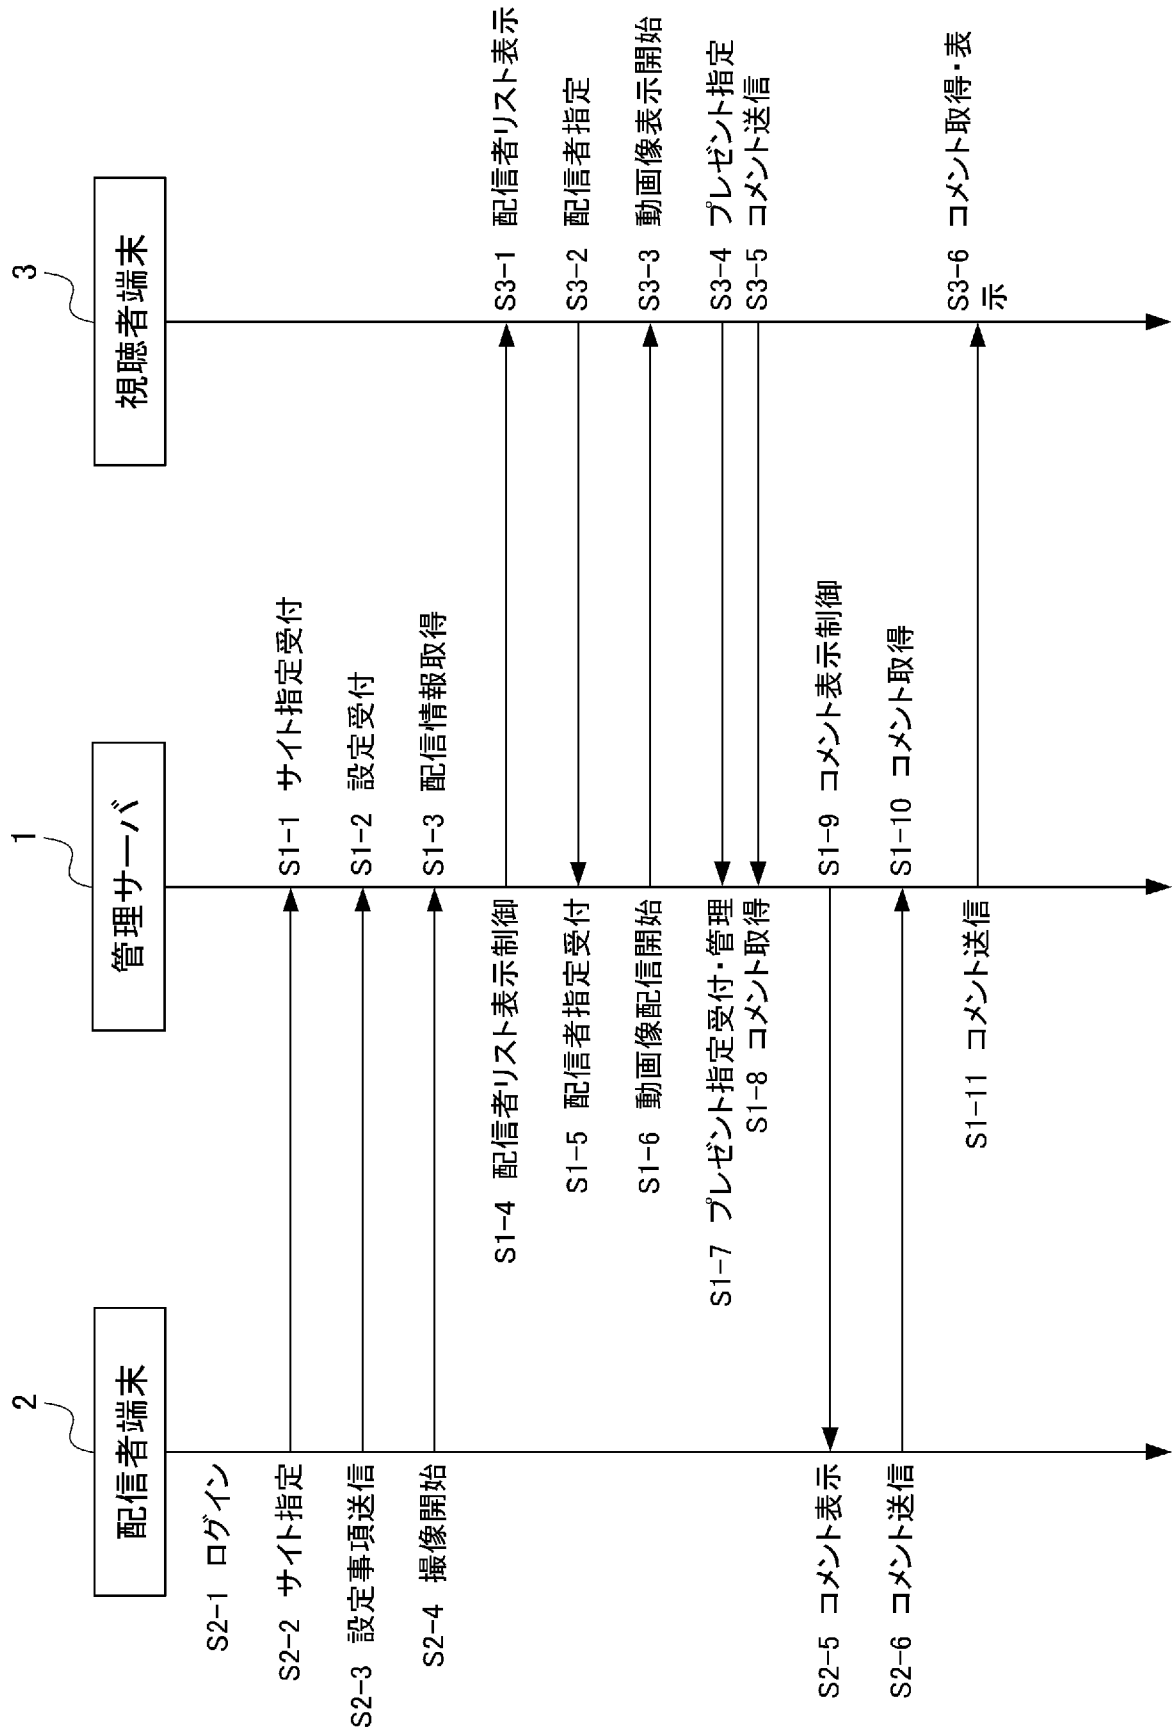 2
配信者端末
1
管理サーバ
3
視聴者端末
S2-1 ログイン
S2-2 サイト指定
S1-1 サイト指定受付
S2-3 設定事項送信
S1-2 設定受付
S2-4 撮像開始
S1-3 配信情報取得
S1-4 配信者リスト表示制御
S3-1 配信者リスト表示
S1-5 配信者指定受付
S3-2 配信者指定
S1-6 動画像配信開始
S3-3 動画像表示開始
S1-7 プレゼント指定受付・管理
S3-4 プレゼント指定
S1-8 コメント取得
S3-5 コメント送信
S2-5 コメント表示
S1-9 コメント表示制御
S2-6 コメント送信
S1-10 コメント取得
S1-11 コメント送信
S3-6 コメント取得・表
示